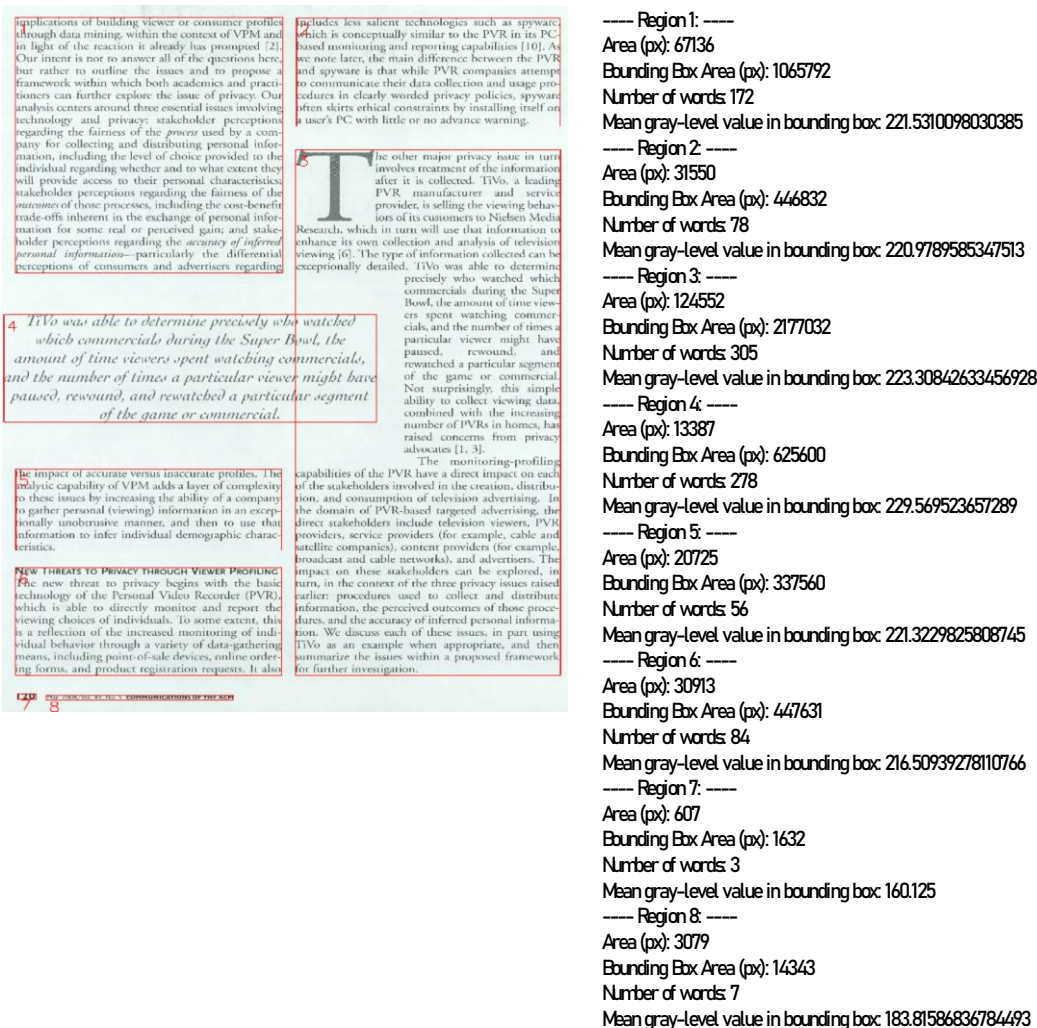 implications of building viewer or consumer profiles
through data mining, within the context of VPM and
in light of the reaction it already has prompted [2].
Our intent is not to answer all of the questions here,
but rather to outline the issues and to propose a
framework within which both academics and practi-
tioners can further explore the issue of privacy. Our
analysis centers around three essential issues involving
technology and privacy: stakeholder perceptions
regarding the fairness of the process used by a com-
pany for collecting and distributing personal infor-
mation, including the level of choice provided to the
individual regarding whether and to what extent they
will provide access to their personal characteristics;
stakeholder perceptions regarding the fairness of the
outcomes of those processes, including the cost-benefit
trade-offs inherent in the exchange of personal infor-
mation for some real or perceived gain; and stake-
holder perceptions regarding the accuracy of inferred
personal information—particularly the differential
perceptions of consumers and advertisers regarding
1
4
TiVo was able to determine precisely who watched
which commercials during the Super Bowl, the
amount of time viewers spent watching commercials,
and the number of times a particular viewer might have
paused, rewound, and rewatched a particular segment
of the game or commercial.
the impact of accurate versus inaccurate profiles. The
analytic capability of VPM adds a layer of complexity
to these issues by increasing the ability of a company
to gather personal (viewing) information in an excep-
tionally unobtrusive manner, and then to use that
information to infer individual demographic charac-
teristics.
5
NEW THREATS TO PRIVACY THROUGH VIEWER PROFILING
The new threat to privacy begins with the basic
technology of the Personal Video Recorder (PVR),
which is able to directly monitor and report the
viewing choices of individuals. To some extent, this
is a reflection of the increased monitoring of indi-
vidual behavior through a variety of data-gathering
means, including point-of-sale devices, online order-
ing forms, and product registration requests. It also
6
includes less salient technologies such as spyware,
which is conceptually similar to the PVR in its PC-
based monitoring and reporting capabilities [10]. As
we note later, the main difference between the PVR
and spyware is that while PVR companies attempt
to communicate their data collection and usage pro-
cedures in clearly worded privacy policies, spyware
often skirts ethical constraints by installing itself on
a user's PC with little or no advance warning.
2
The other major privacy issue in turn
involves treatment of the information
after it is collected. TiVo, a leading
PVR manufacturer and service
provider, is selling the viewing behav-
iors of its customers to Nielsen Media
Research, which in turn will use that information to
enhance its own collection and analysis of television
viewing [6]. The type of information collected can be
exceptionally detailed. TiVo was able to determine
precisely who watched which
commercials during the Super
Bowl, the amount of time view-
ers spent watching commer-
cials, and the number of times a
particular viewer might have
paused, rewound, and
rewatched a particular segment
of the game or commercial.
Not surprisingly, this simple
ability to collect viewing data,
combined with the increasing
number of PVRs in homes, has
raised concerns from privacy
advocates [1, 3].
The monitoring-profiling
capabilities of the PVR have a direct impact on each
of the stakeholders involved in the creation, distribu-
tion, and consumption of television advertising. In
the domain of PVR-based targeted advertising, the
direct stakeholders include television viewers, PVR
providers, service providers (for example, cable and
satellite companies), content providers (for example,
broadcast and cable networks), and advertisers. The
impact on these stakeholders can be explored, in
turn, in the context of the three privacy issues raised
earlier: procedures used to collect and distribute
information, the perceived outcomes of those proce-
dures, and the accuracy of inferred personal informa-
tion. We discuss each of these issues, in part using
TiVo as an example when appropriate, and then
summarize the issues within a proposed framework
for further investigation.
3
COMMUNICATIONS OF THE ACM
7 8
---- Region 1: ----
Area (px): 67136
Bounding Box Area (px): 1065792
Number of words: 172
Mean gray-level value in bounding box: 221.5310098030385
---- Region 2: ----
Area (px): 31550
Bounding Box Area (px): 446832
Number of words: 78
Mean gray-level value in bounding box: 220.9789585347513
---- Region 3: ----
Area (px): 124552
Bounding Box Area (px): 2177032
Number of words: 305
Mean gray-level value in bounding box: 223.30842633456928
---- Region 4: ----
Area (px): 13387
Bounding Box Area (px): 625600
Number of words: 278
Mean gray-level value in bounding box: 229.569523657289
---- Region 5: ----
Area (px): 20725
Bounding Box Area (px): 337560
Number of words: 56
Mean gray-level value in bounding box: 221.3229825808745
---- Region 6: ----
Area (px): 30913
Bounding Box Area (px): 447631
Number of words: 84
Mean gray-level value in bounding box: 216.50939278110766
---- Region 7: ----
Area (px): 607
Bounding Box Area (px): 1632
Number of words: 3
Mean gray-level value in bounding box: 160.125
---- Region 8: ----
Area (px): 3079
Bounding Box Area (px): 14343
Number of words: 7
Mean gray-level value in bounding box: 183.81586836784493